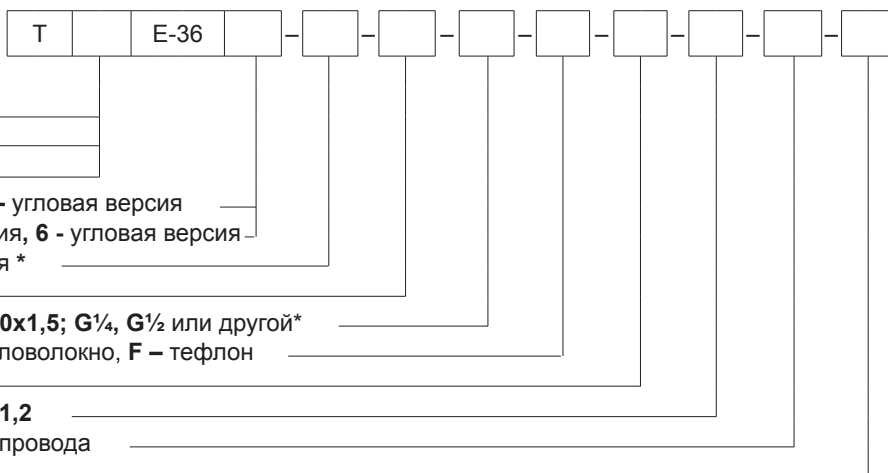 T E-36 – – – – – – – –
- угловая версия
ия, 6 - угловая версия
я *
0x1,5; G¼, G½ или другой*
ловолокно, F – тефлон
1,2
провода